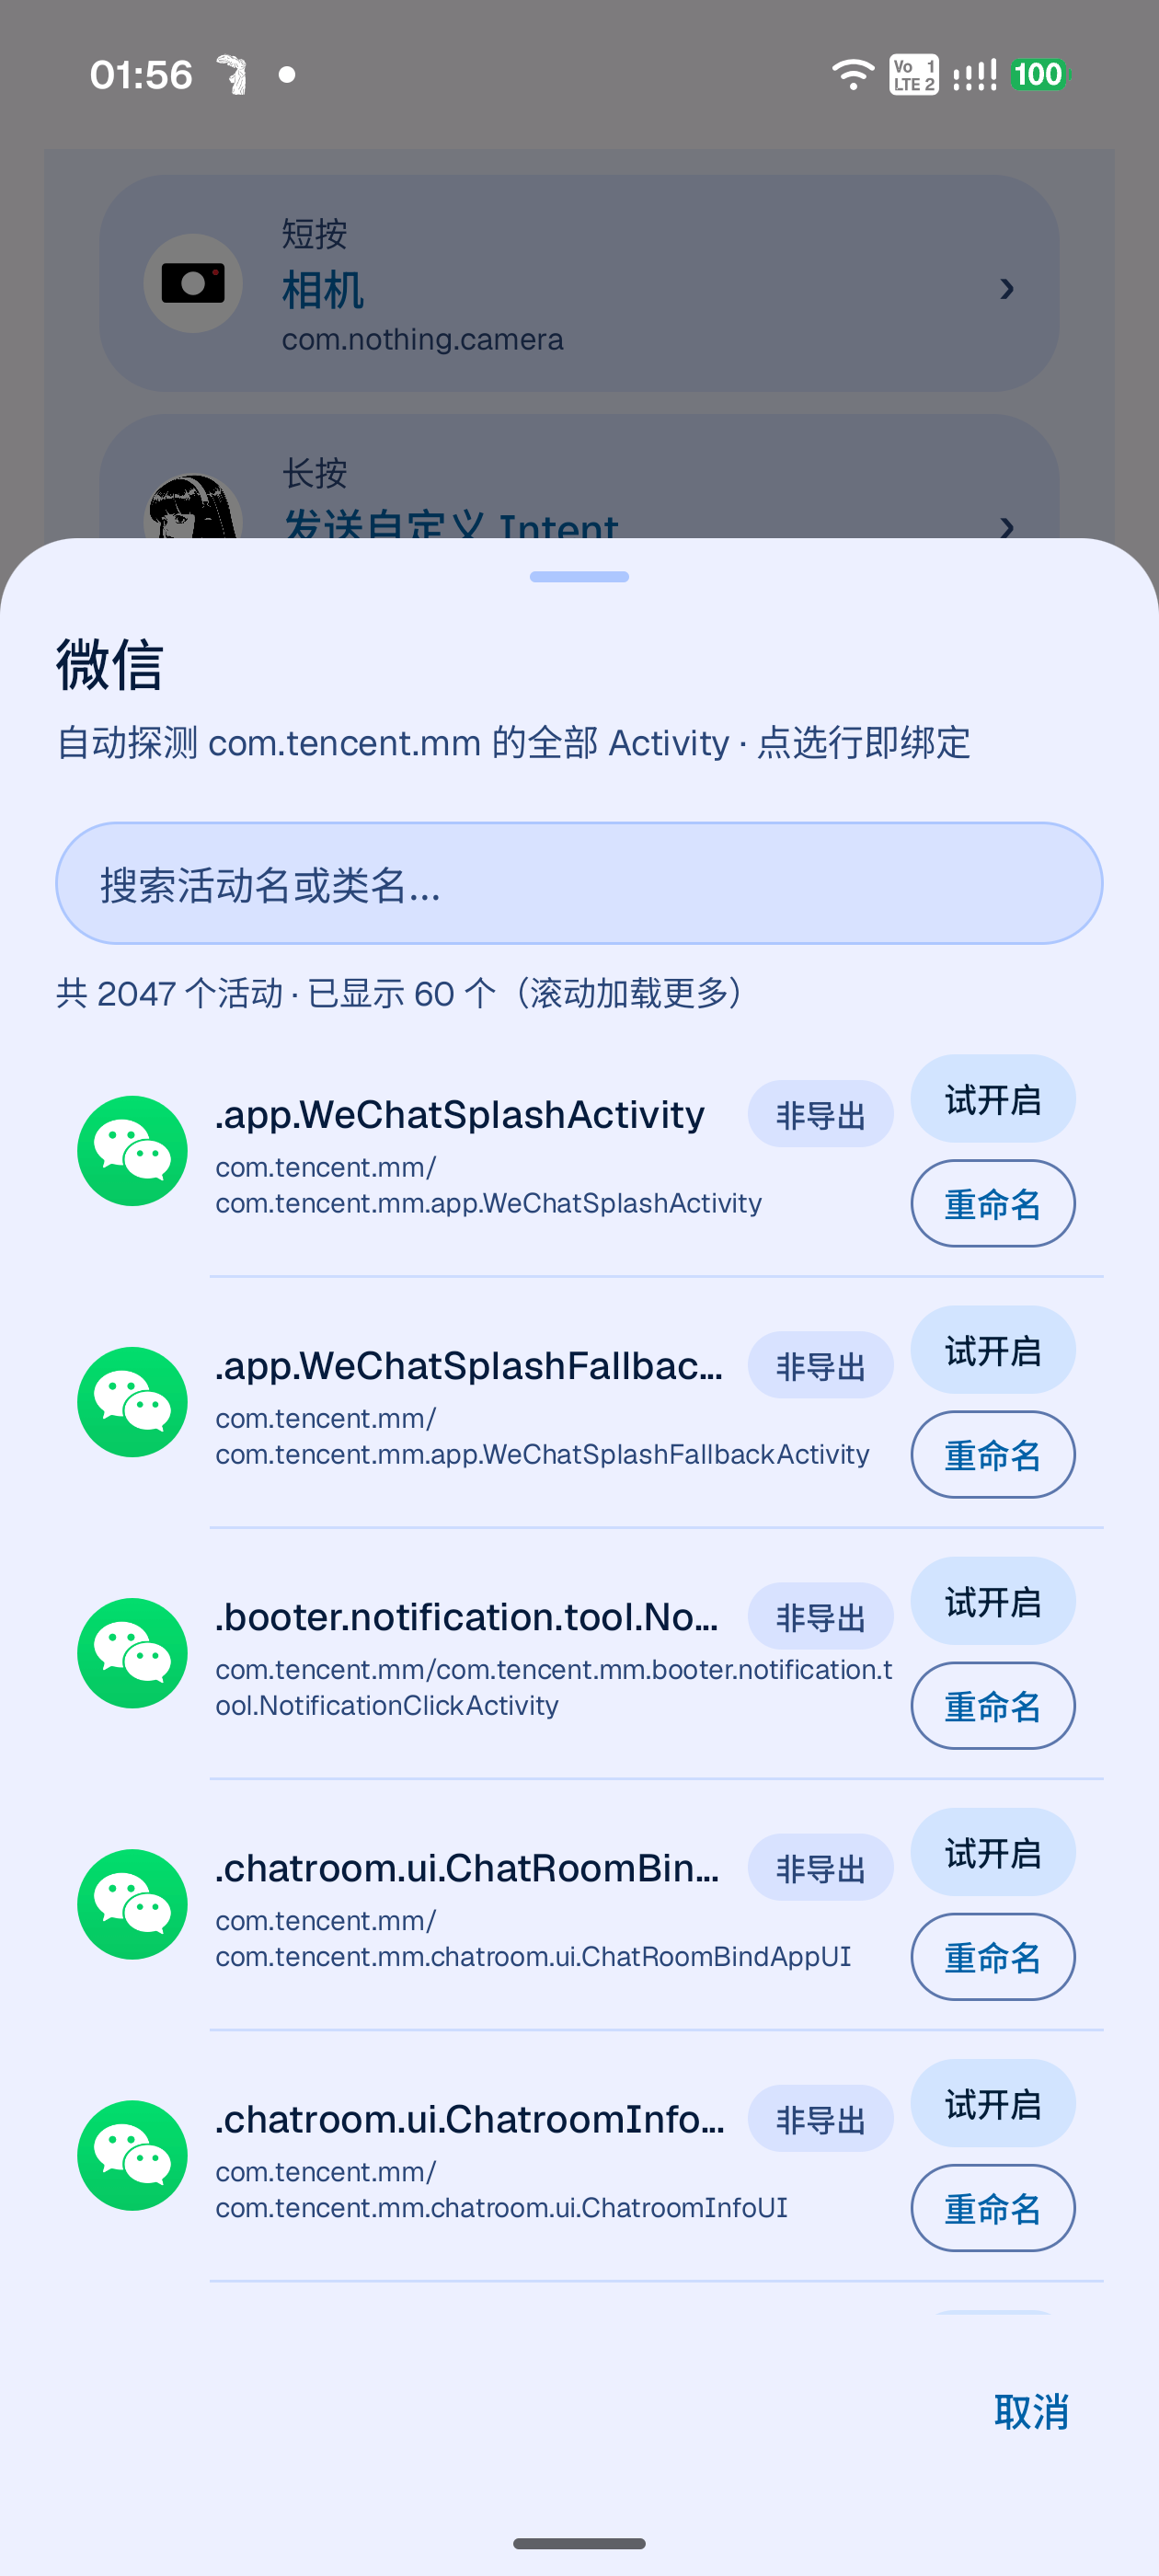 01:56
Vo 1
LTE 2
100
短按
相机
com.nothing.camera
›
长按
发送自定义 Intent
›
微信
自动探测 com.tencent.mm 的全部 Activity · 点选行即绑定
搜索活动名或类名...
共 2047 个活动 · 已显示 60 个（滚动加载更多）
.app.WeChatSplashActivity
非导出
试开启
com.tencent.mm/
com.tencent.mm.app.WeChatSplashActivity
重命名
.app.WeChatSplashFallbac...
非导出
试开启
com.tencent.mm/
com.tencent.mm.app.WeChatSplashFallbackActivity
重命名
.booter.notification.tool.No...
非导出
试开启
com.tencent.mm/com.tencent.mm.booter.notification.t
ool.NotificationClickActivity
重命名
.chatroom.ui.ChatRoomBin...
非导出
试开启
com.tencent.mm/
com.tencent.mm.chatroom.ui.ChatRoomBindAppUI
重命名
.chatroom.ui.ChatroomInfo...
非导出
试开启
com.tencent.mm/
com.tencent.mm.chatroom.ui.ChatroomInfoUI
重命名
取消